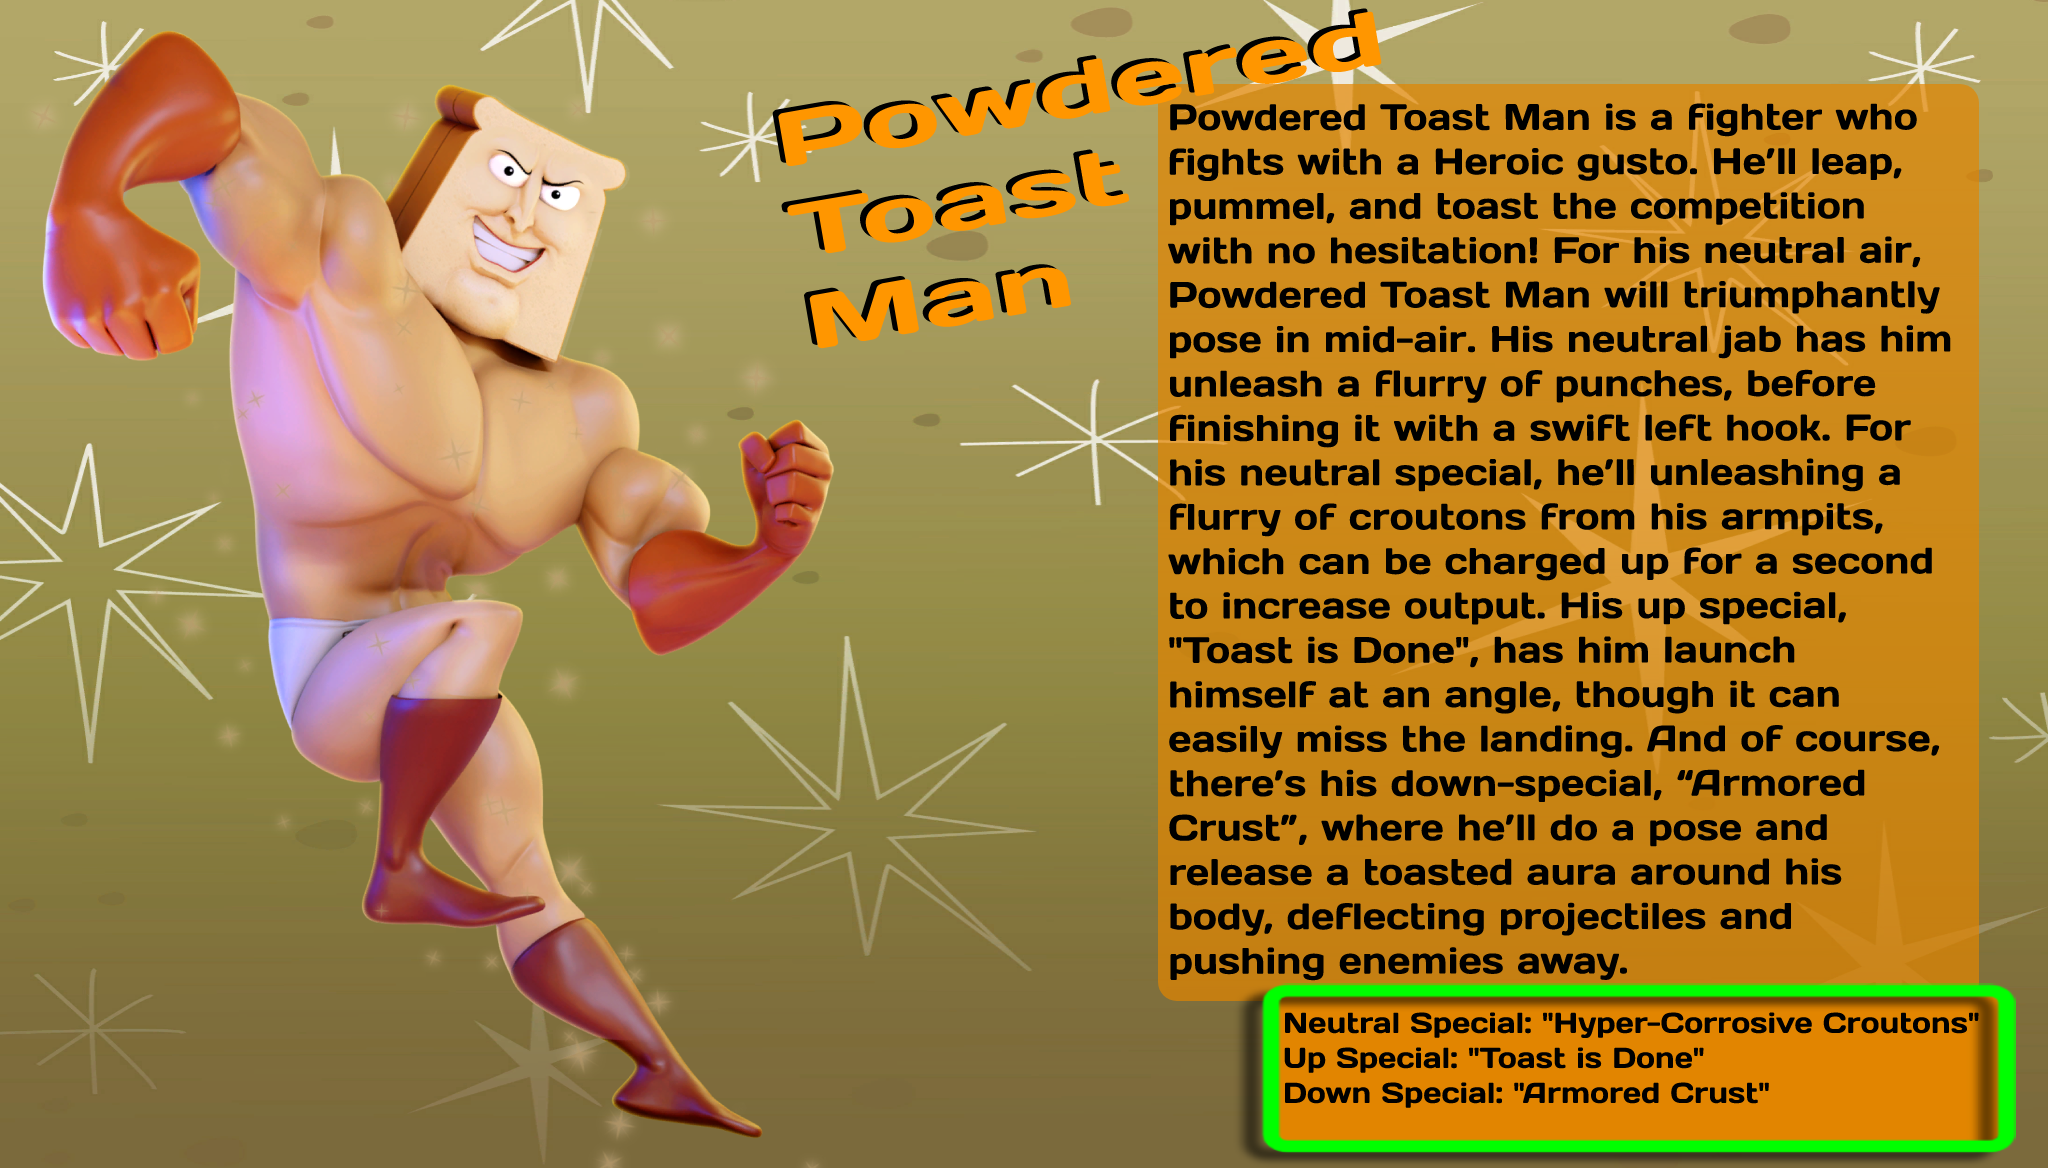 Powdered
Toast
Man
Powdered Toast Man is a fighter who
fights with a Heroic gusto. He’ll leap,
pummel, and toast the competition
with no hesitation! For his neutral air,
Powdered Toast Man will triumphantly
pose in mid-air. His neutral jab has him
unleash a flurry of punches, before
finishing it with a swift left hook. For
his neutral special, he’ll unleashing a
flurry of croutons from his armpits,
which can be charged up for a second
to increase output. His up special,
"Toast is Done", has him launch
himself at an angle, though it can
easily miss the landing. And of course,
there’s his down-special, “Armored
Crust”, where he’ll do a pose and
release a toasted aura around his
body, deflecting projectiles and
pushing enemies away.
Neutral Special: "Hyper-Corrosive Croutons"
Up Special: "Toast is Done"
Down Special: "Armored Crust"